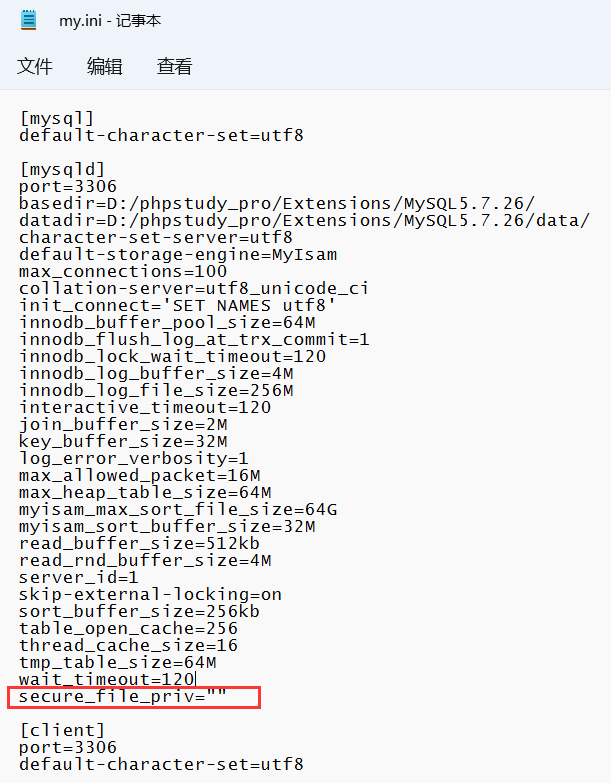 my.ini - 记事本
文件 编辑 查看
[mysql]
default-character-set=utf8
[mysqld]
port=3306
basedir=D:/phpstudy_pro/Extensions/MySQL5.7.26/
datadir=D:/phpstudy_pro/Extensions/MySQL5.7.26/data/
character-set-server=utf8
default-storage-engine=MyIsam
max_connections=100
collation-server=utf8_unicode_ci
init_connect='SET NAMES utf8'
innodb_buffer_pool_size=64M
innodb_flush_log_at_trx_commit=1
innodb_lock_wait_timeout=120
innodb_log_buffer_size=4M
innodb_log_file_size=256M
interactive_timeout=120
join_buffer_size=2M
key_buffer_size=32M
log_error_verbosity=1
max_allowed_packet=16M
max_heap_table_size=64M
myisam_max_sort_file_size=64G
myisam_sort_buffer_size=32M
read_buffer_size=512kb
read_rnd_buffer_size=4M
server_id=1
skip-external-locking=on
sort_buffer_size=256kb
table_open_cache=256
thread_cache_size=16
tmp_table_size=64M
wait_timeout=120
secure_file_priv=""
[client]
port=3306
default-character-set=utf8